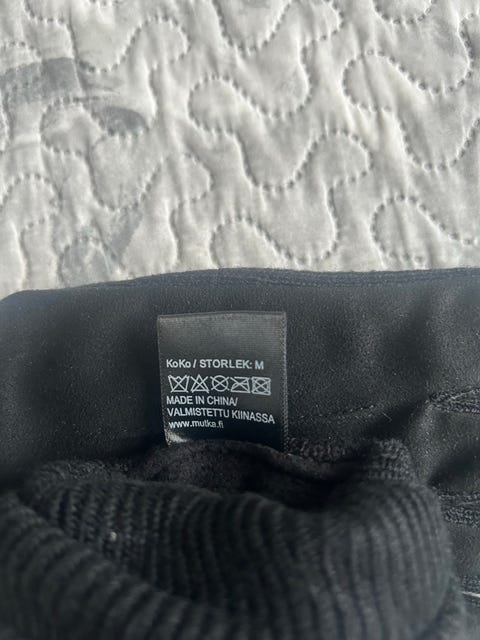 KoKo / STORLEK: M
MADE IN CHINA/
VALMISTETTU KIINASSA
www.mutka.fi